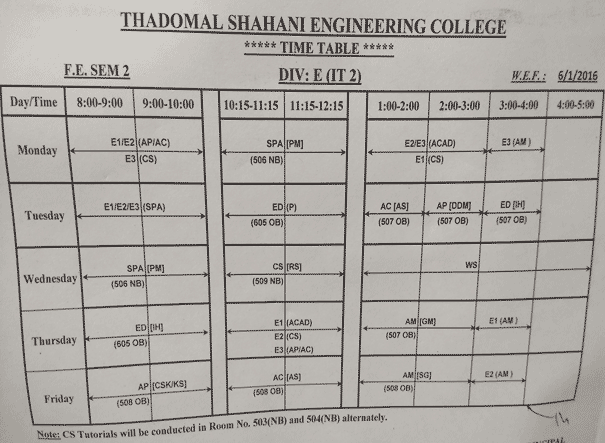 THADOMAL SHAHANI ENGINEERING COLLEGE
***** TIME TABLE *****
F.E. SEM 2 DIV: E (IT 2) W.E.F.: 6/1/2016
Day/Time 8:00-9:00 9:00-10:00 10:15-11:15 11:15-12:15 1:00-2:00 2:00-3:00 3:00-4:00 4:00-5:00
E1/E2 (AP/AC) SPA [PM] E2/E3 (ACAD) E3 (AM)
Monday
E3 (CS) (506 NB) E1 (CS)
E1/E2/E3 (SPA) ED (P) AC [AS] AP [DDM] ED [IH]
Tuesday
(605 OB) (507 OB) (507 OB) (507 OB)
SPA [PM] CS [RS] WS
Wednesday
(506 NB) (509 NB)
ED [IH] E1 (ACAD) AM [GM] E1 (AM)
Thursday E2 (CS)
(605 OB) E3 (AP/AC) (507 OB)
AP [CSK/KS] AC [AS] AM [SG] E2 (AM)
Friday
(508 OB) (508 OB) (508 OB)
Note: CS Tutorials will be conducted in Room No. 503(NB) and 504(NB) alternately.